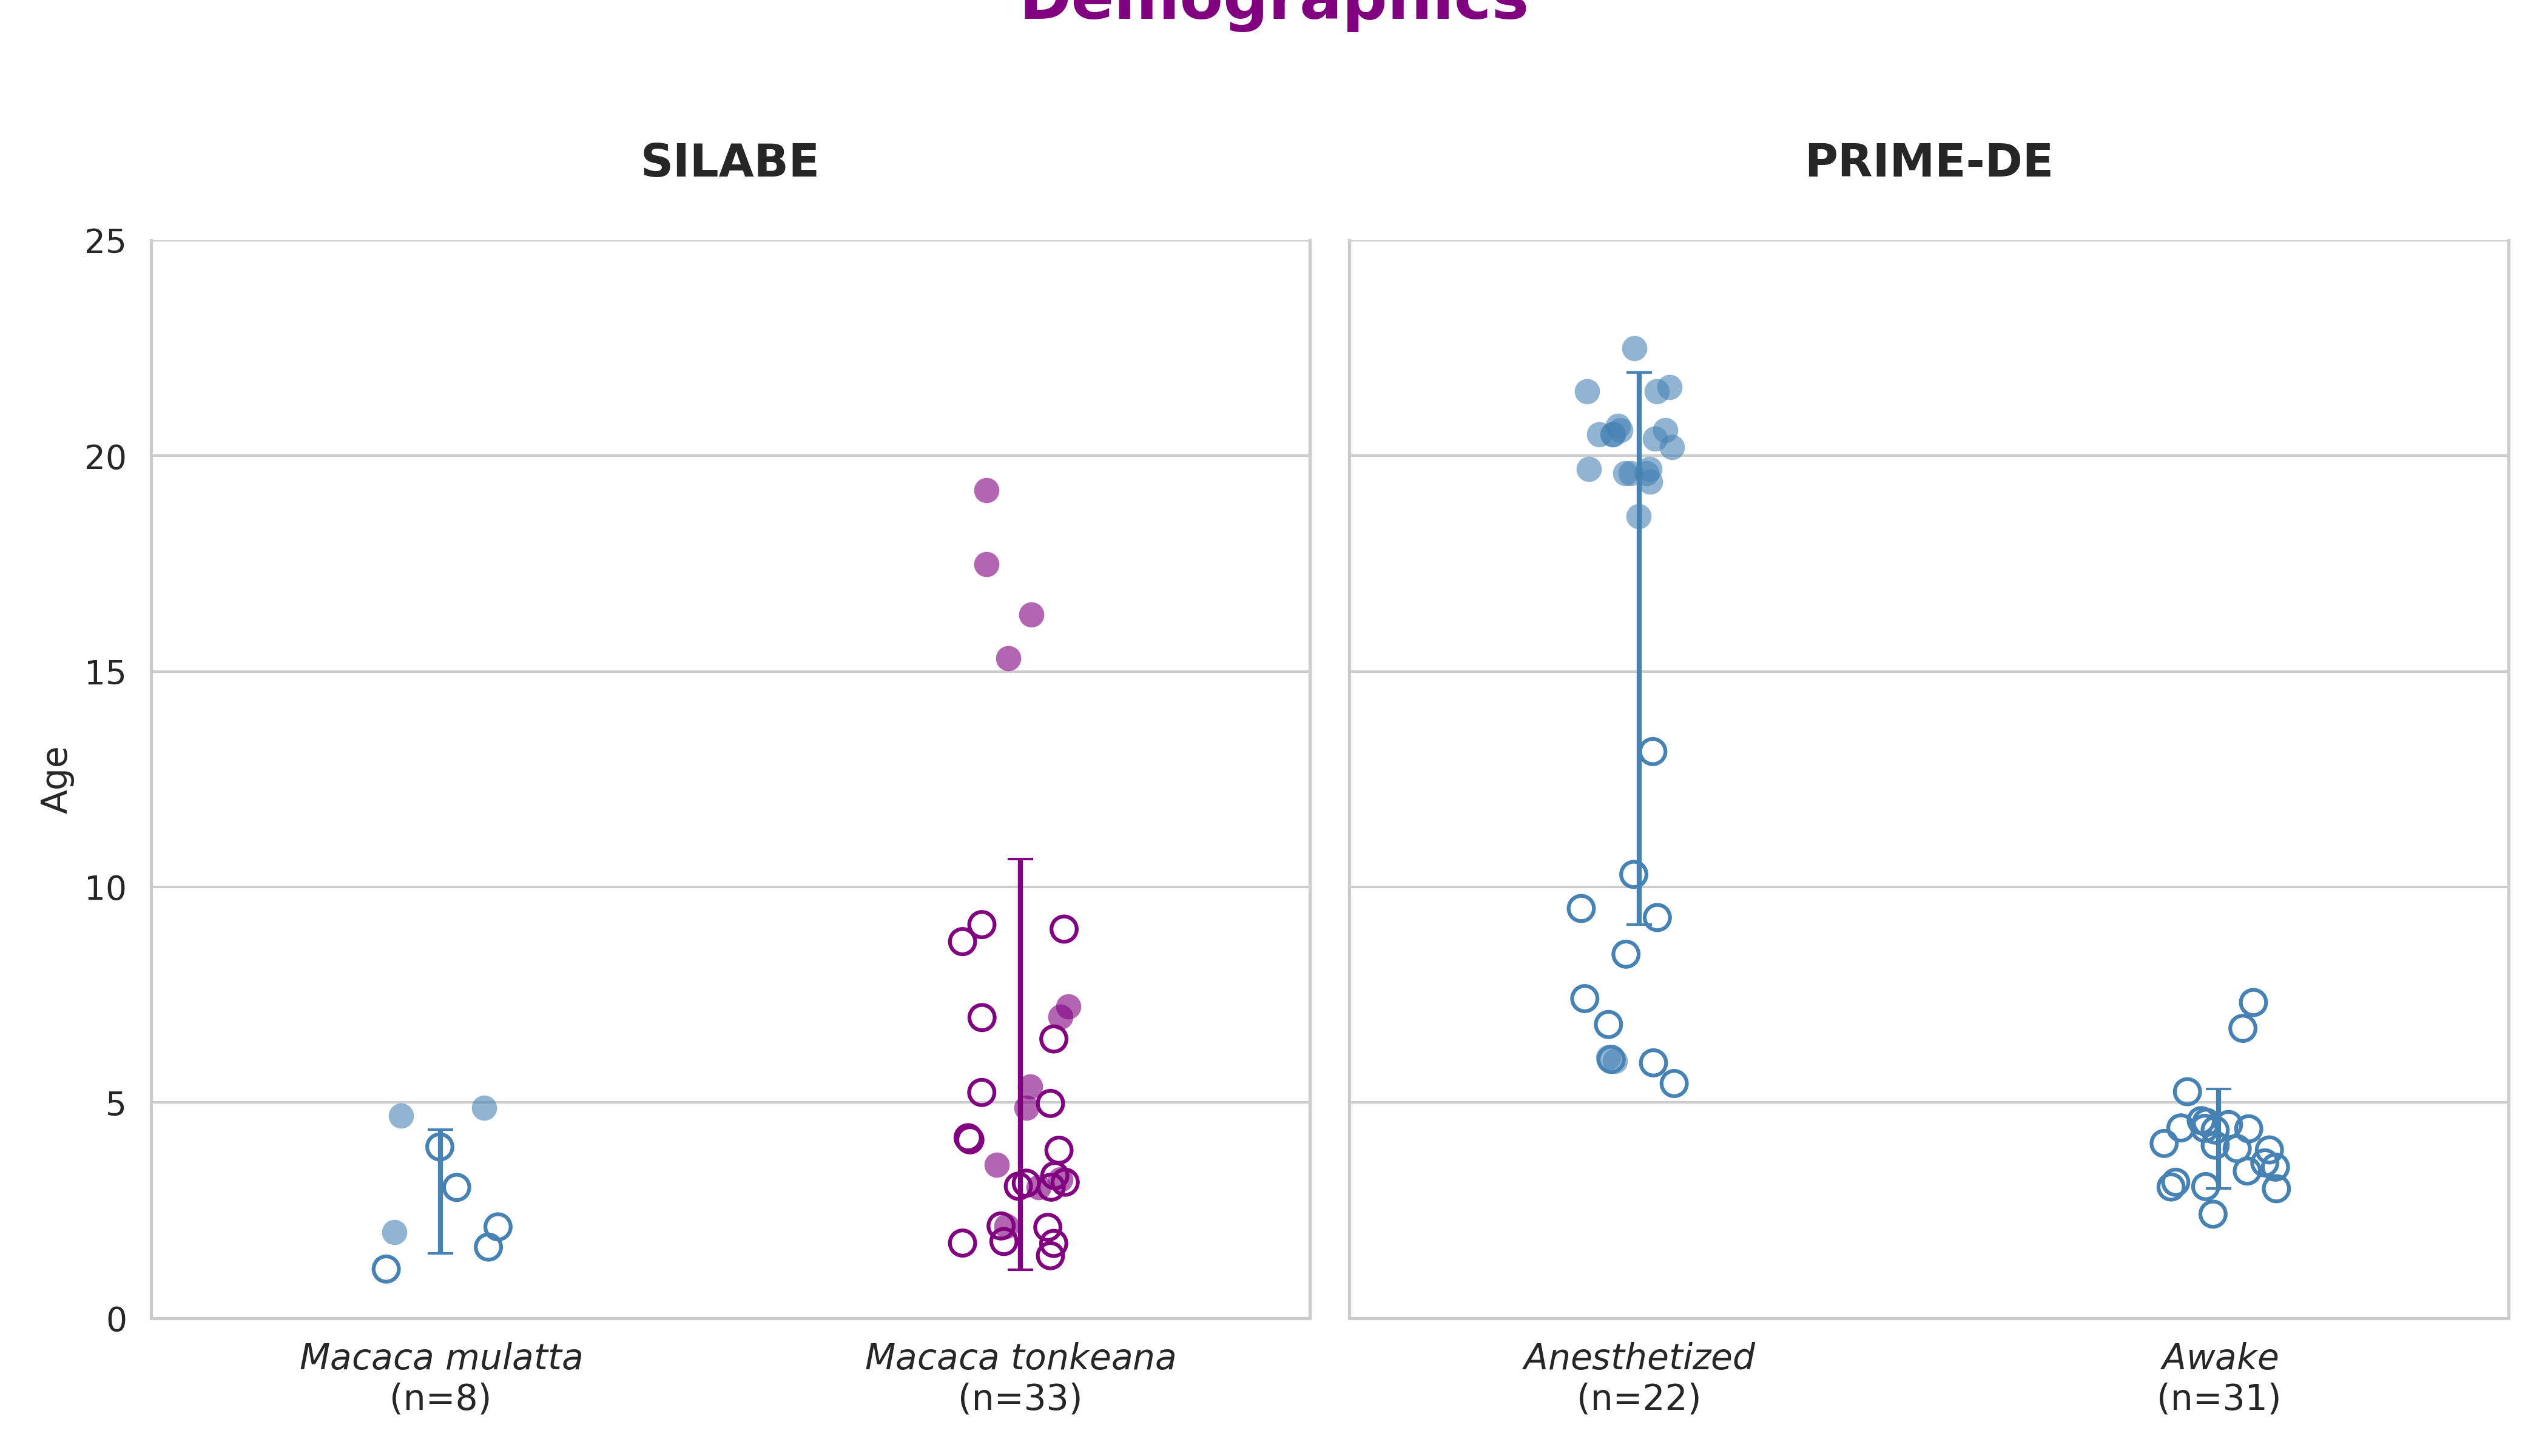 Demographics
SILABE
PRIME-DE
25
20
15
10
5
0
Age
Macaca mulatta
(n=8)
Macaca tonkeana
(n=33)
Anesthetized
(n=22)
Awake
(n=31)